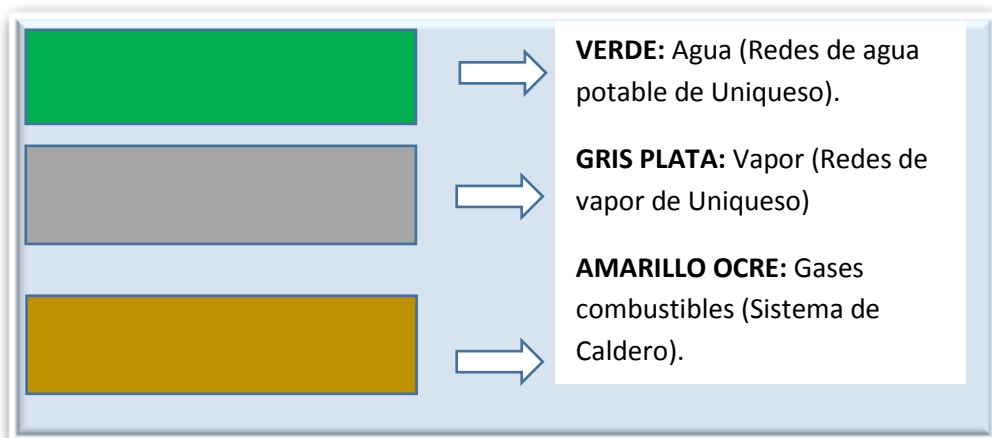 VERDE: Agua (Redes de agua
potable de Uniqueso).
GRIS PLATA: Vapor (Redes de
vapor de Uniqueso)
AMARILLO OCRE: Gases
combustibles (Sistema de
Caldero).